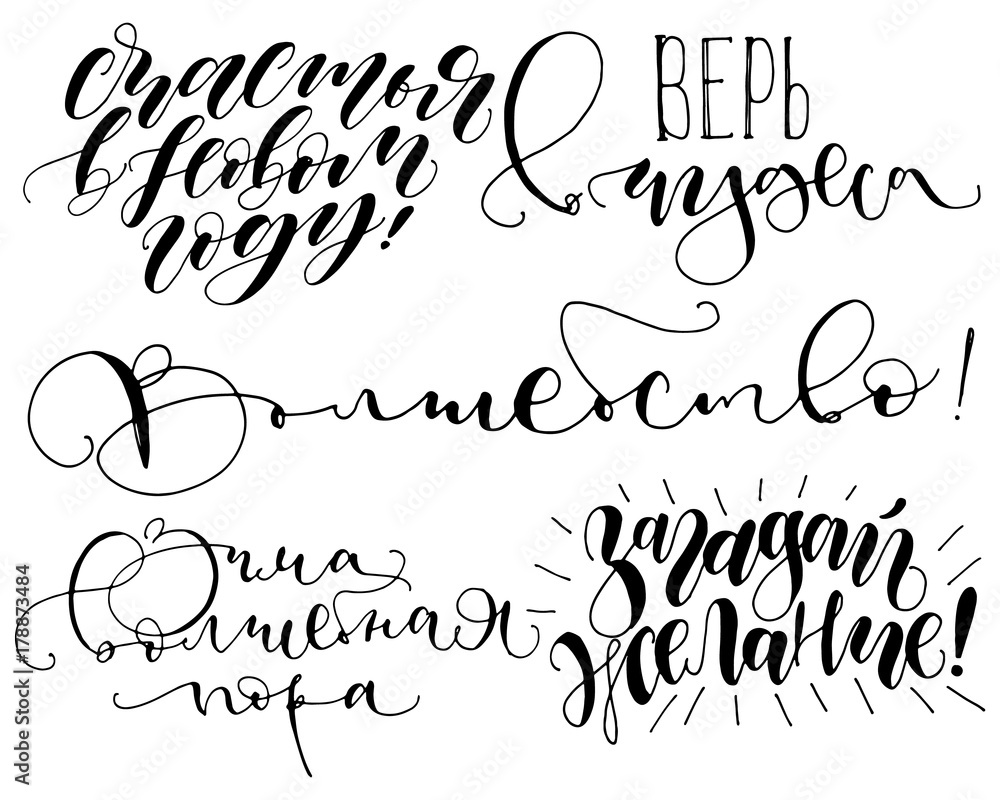 Счастья
в Новом
году!
ВЕРЬ
в чудеса
Волшебство!
Зима
волшебная
пора
Загадай
желание!
Adobe Stock | #178873484